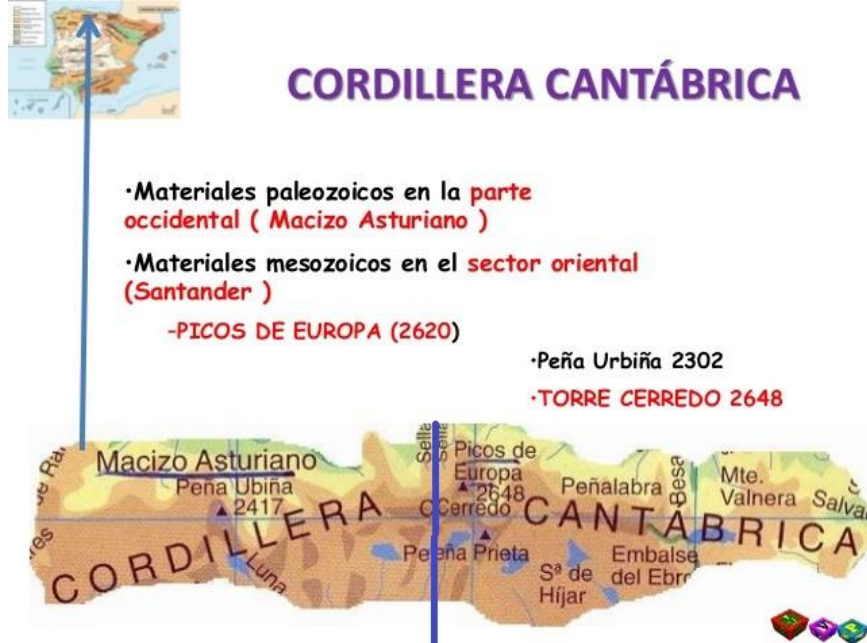 CORDILLERA CANTÁBRICA
•Materiales paleozoicos en la parte
occidental ( Macizo Asturiano )
•Materiales mesozoicos en el sector oriental
(Santander )
-PICOS DE EUROPA (2620)
•Peña Urbiña 2302
•TORRE CERREDO 2648
Macizo Asturiano
Peña Ubiña
2417
Sella
Picos de
Europa
2648
Cerredo
Peñalabra
Besa
Mte.
Valnera
Salva
CORDILLERA CANTÁBRICA
Luna
Peña Prieta
Sª de
Híjar
Embalse
del Ebro